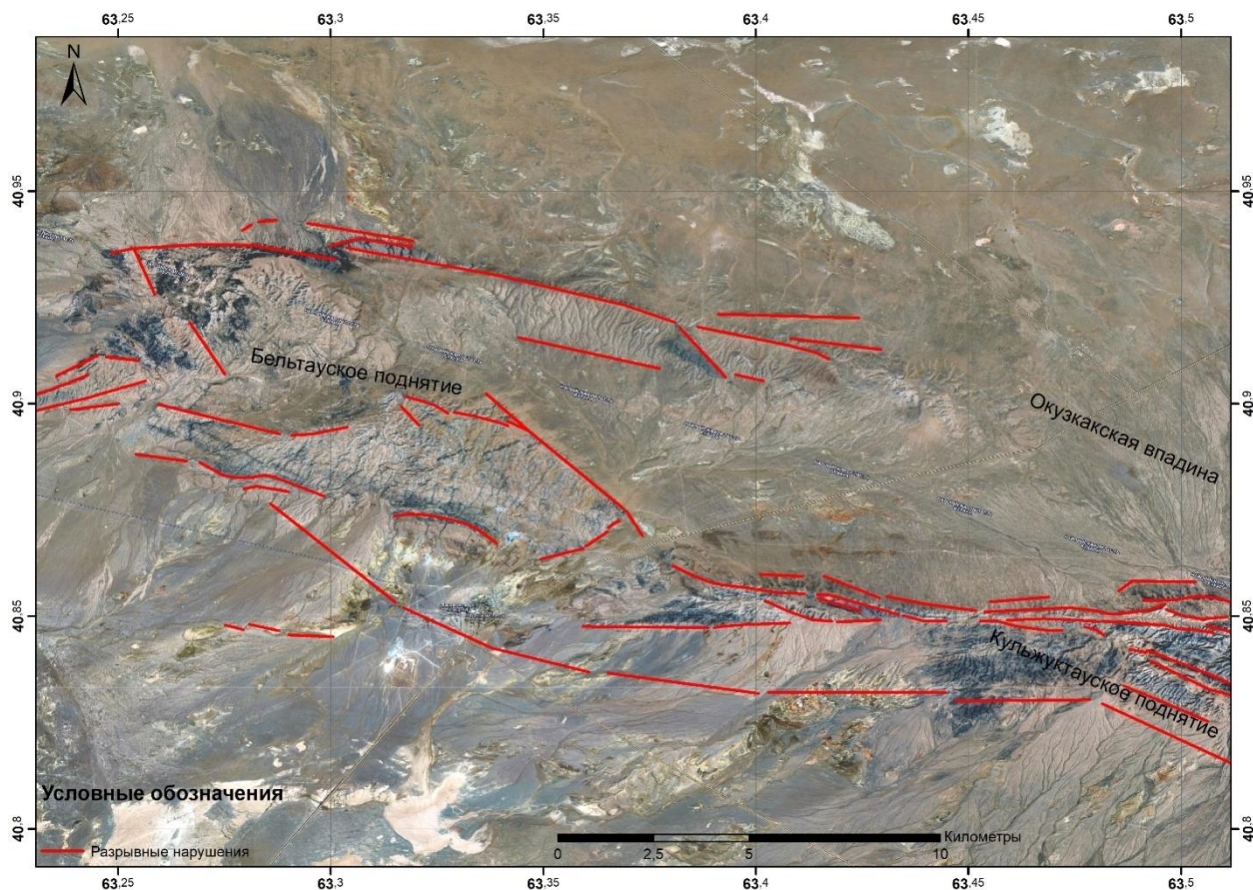 63,25 63,3 63,35 63,4 63,45 63,5
N
40,95 40,95
Бельтауское поднятие
40,9 40,9
Окузкакская впадина
40,85 40,85
Кульжуктауское поднятие
Условные обозначения
40,8 40,8
Километры
Разрывные нарушения
0 2,5 5 10
63,25 63,3 63,35 63,4 63,45 63,5